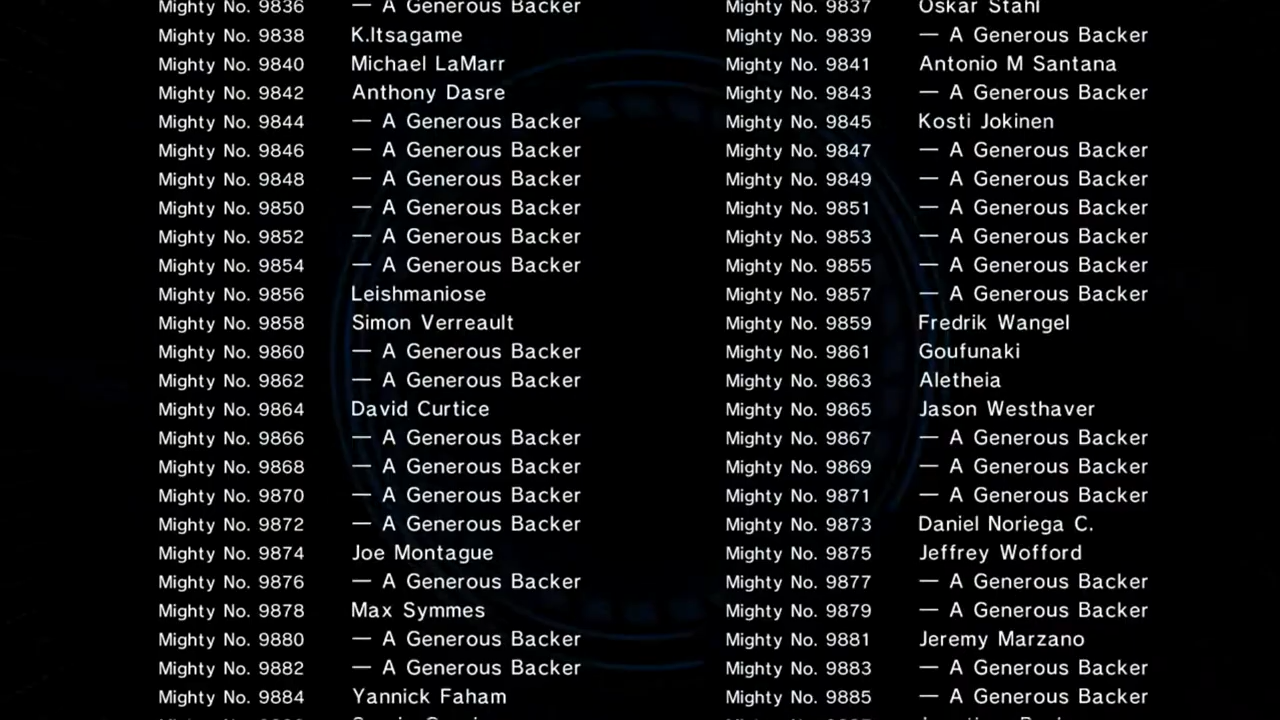 Mighty No. 9836 — A Generous Backer Mighty No. 9837 Oskar Stahl
Mighty No. 9838 K.Itsagame Mighty No. 9839 — A Generous Backer
Mighty No. 9840 Michael LaMarr Mighty No. 9841 Antonio M Santana
Mighty No. 9842 Anthony Dasre Mighty No. 9843 — A Generous Backer
Mighty No. 9844 — A Generous Backer Mighty No. 9845 Kosti Jokinen
Mighty No. 9846 — A Generous Backer Mighty No. 9847 — A Generous Backer
Mighty No. 9848 — A Generous Backer Mighty No. 9849 — A Generous Backer
Mighty No. 9850 — A Generous Backer Mighty No. 9851 — A Generous Backer
Mighty No. 9852 — A Generous Backer Mighty No. 9853 — A Generous Backer
Mighty No. 9854 — A Generous Backer Mighty No. 9855 — A Generous Backer
Mighty No. 9856 Leishmaniose Mighty No. 9857 — A Generous Backer
Mighty No. 9858 Simon Verreault Mighty No. 9859 Fredrik Wangel
Mighty No. 9860 — A Generous Backer Mighty No. 9861 Goufunaki
Mighty No. 9862 — A Generous Backer Mighty No. 9863 Aletheia
Mighty No. 9864 David Curtice Mighty No. 9865 Jason Westhaver
Mighty No. 9866 — A Generous Backer Mighty No. 9867 — A Generous Backer
Mighty No. 9868 — A Generous Backer Mighty No. 9869 — A Generous Backer
Mighty No. 9870 — A Generous Backer Mighty No. 9871 — A Generous Backer
Mighty No. 9872 — A Generous Backer Mighty No. 9873 Daniel Noriega C.
Mighty No. 9874 Joe Montague Mighty No. 9875 Jeffrey Wofford
Mighty No. 9876 — A Generous Backer Mighty No. 9877 — A Generous Backer
Mighty No. 9878 Max Symmes Mighty No. 9879 — A Generous Backer
Mighty No. 9880 — A Generous Backer Mighty No. 9881 Jeremy Marzano
Mighty No. 9882 — A Generous Backer Mighty No. 9883 — A Generous Backer
Mighty No. 9884 Yannick Faham Mighty No. 9885 — A Generous Backer